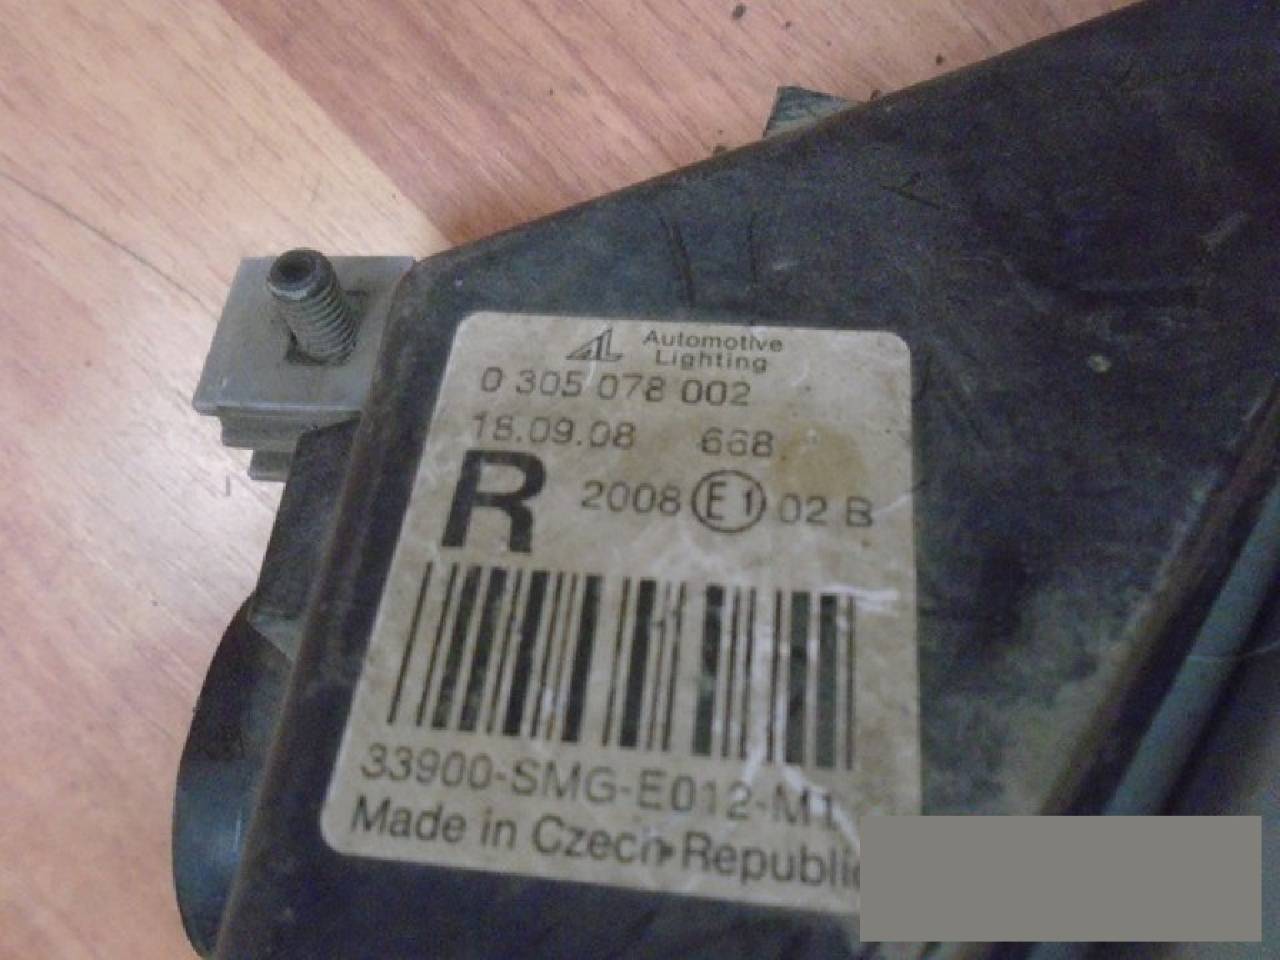 AL Automotive
Lighting
0 305 078 002
18.09.08 668
R 2008 E1 02 B
33900-SMG-E012-M1
Made in Czech Republic